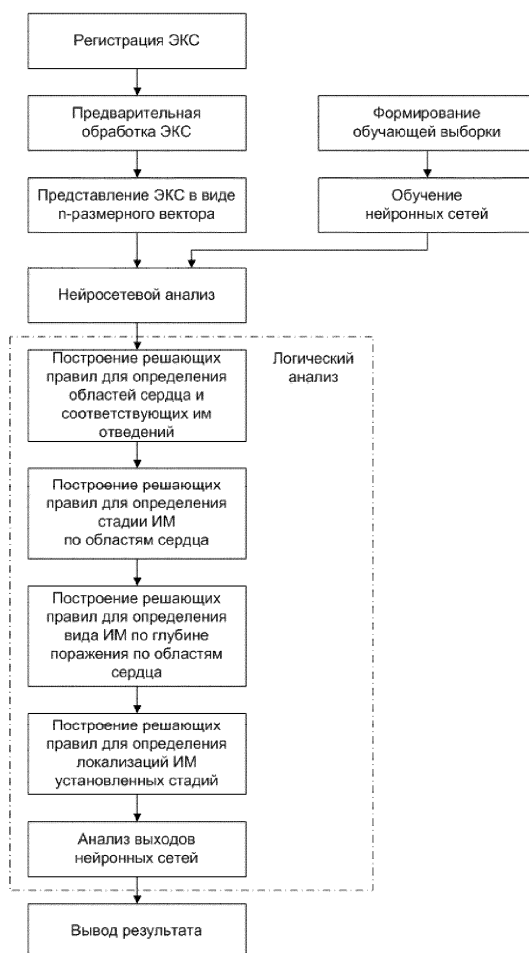 Регистрация ЭКС
Предварительная
обработка ЭКС
Формирование
обучающей выборки
Представление ЭКС в виде
n-размерного вектора
Обучение
нейронных сетей
Нейросетевой анализ
Логический
анализ
Построение решающих
правил для определения
областей сердца и
соответствующих им
отведений
Построение решающих
правил для определения
стадии ИМ
по областям сердца
Построение решающих
правил для определения
вида ИМ по глубине
поражения по областям
сердца
Построение решающих
правил для определения
локализаций ИМ
установленных стадий
Анализ выходов
нейронных сетей
Вывод результата